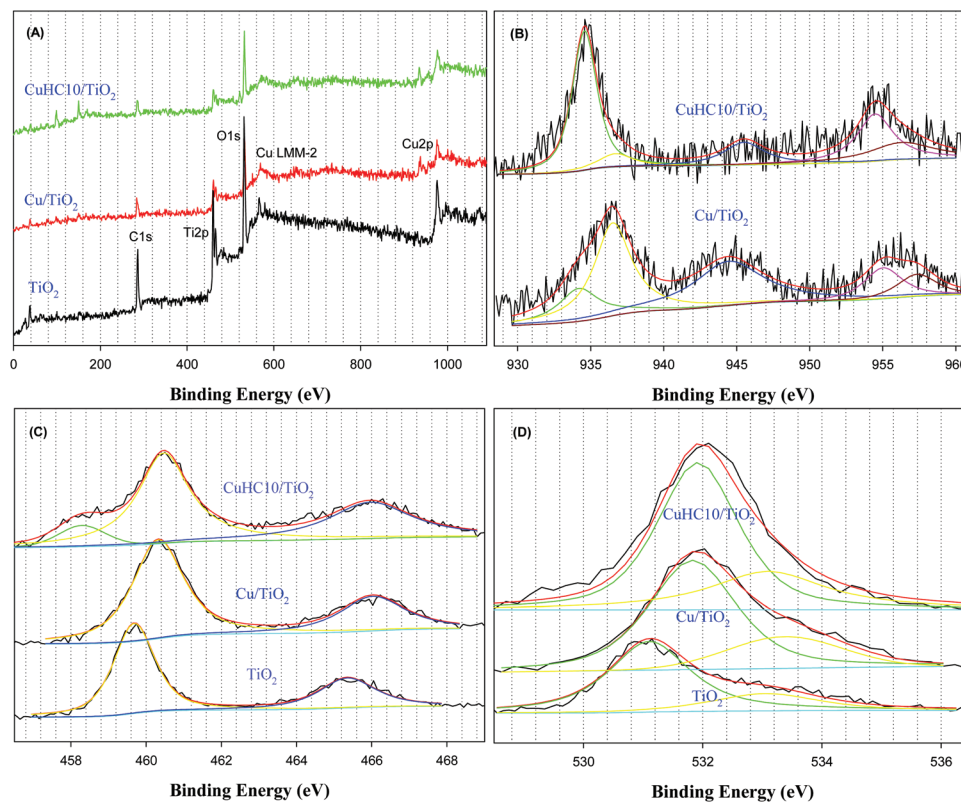 (A)
CuHC10/TiO₂
O1s
Cu LMM-2
Cu2p
Cu/TiO₂
C1s
Ti2p
TiO₂
0 200 400 600 800 1000
Binding Energy (eV)
(B)
CuHC10/TiO₂
Cu/TiO₂
930 935 940 945 950 955 960
Binding Energy (eV)
(C)
CuHC10/TiO₂
Cu/TiO₂
TiO₂
458 460 462 464 466 468
Binding Energy (eV)
(D)
CuHC10/TiO₂
Cu/TiO₂
TiO₂
530 532 534 536
Binding Energy (eV)